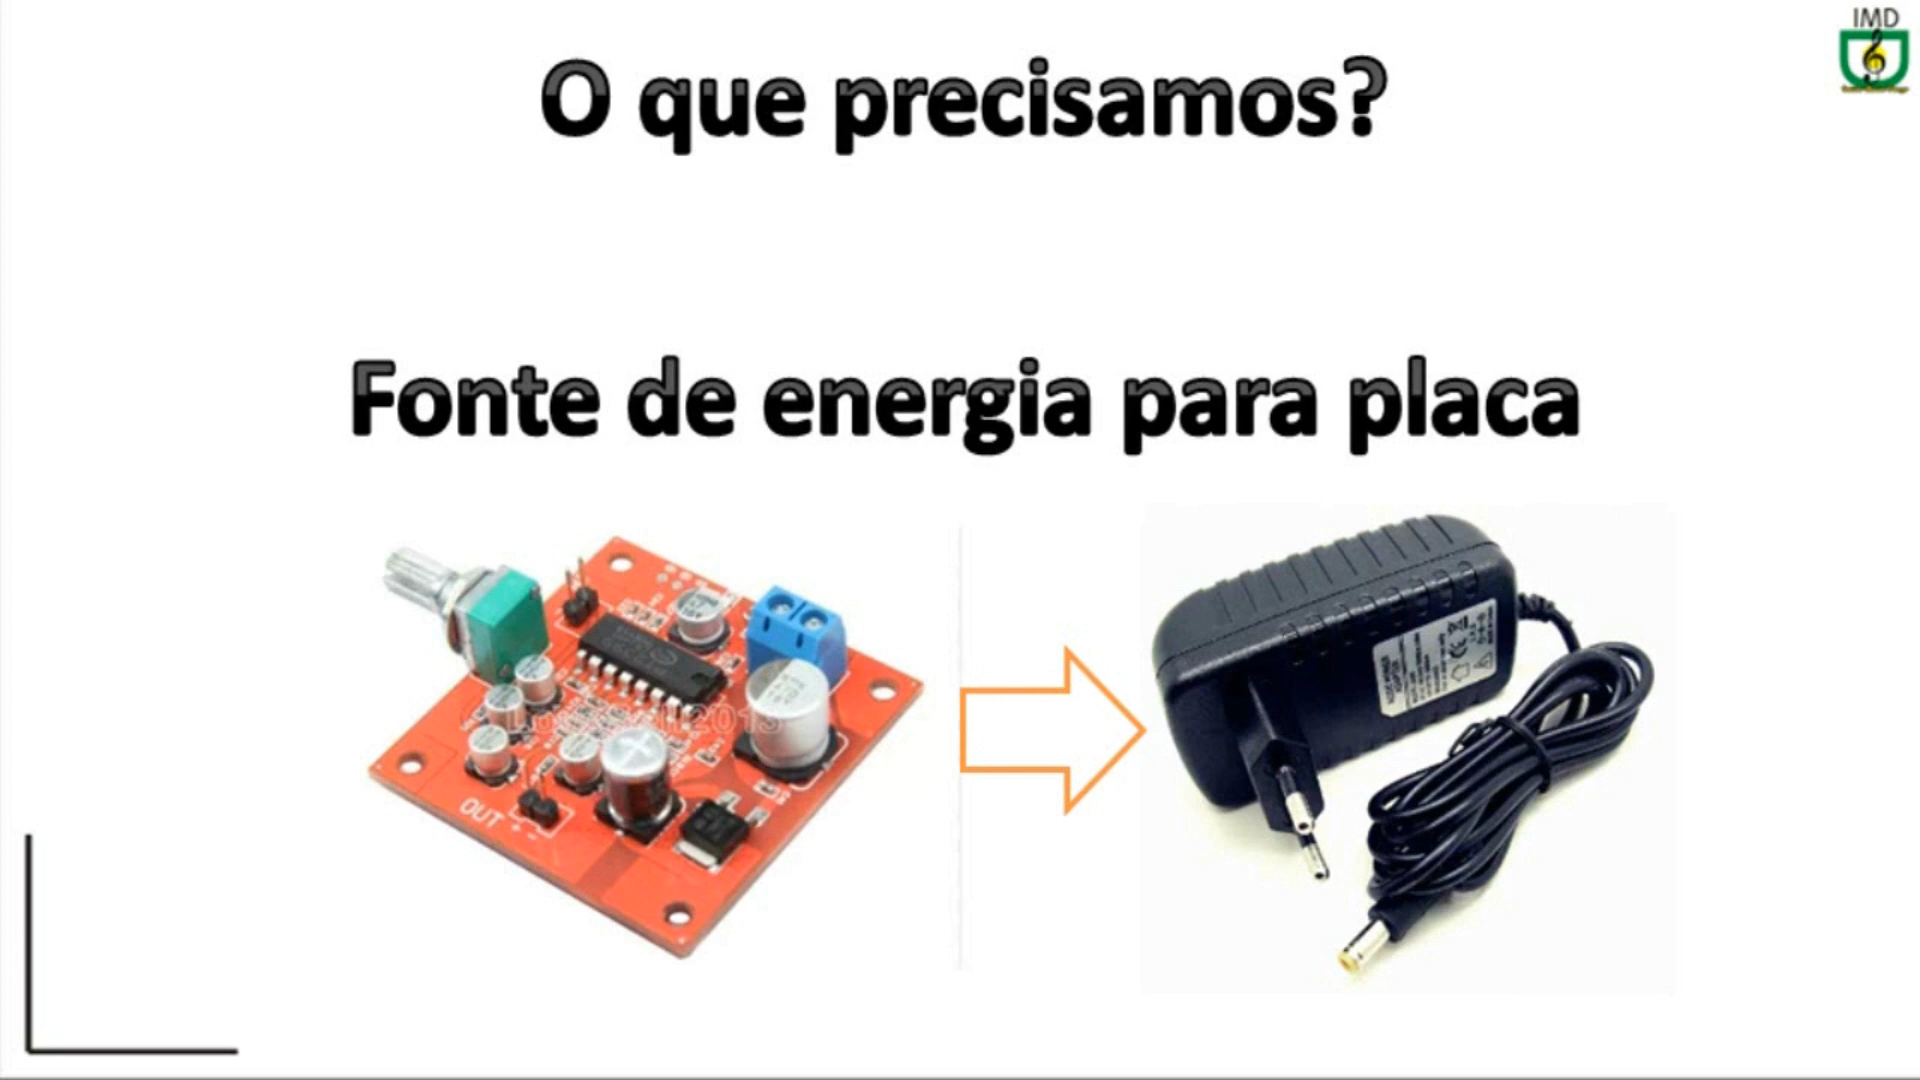 IMD
O que precisamos?
Fonte de energia para placa
OUT + -